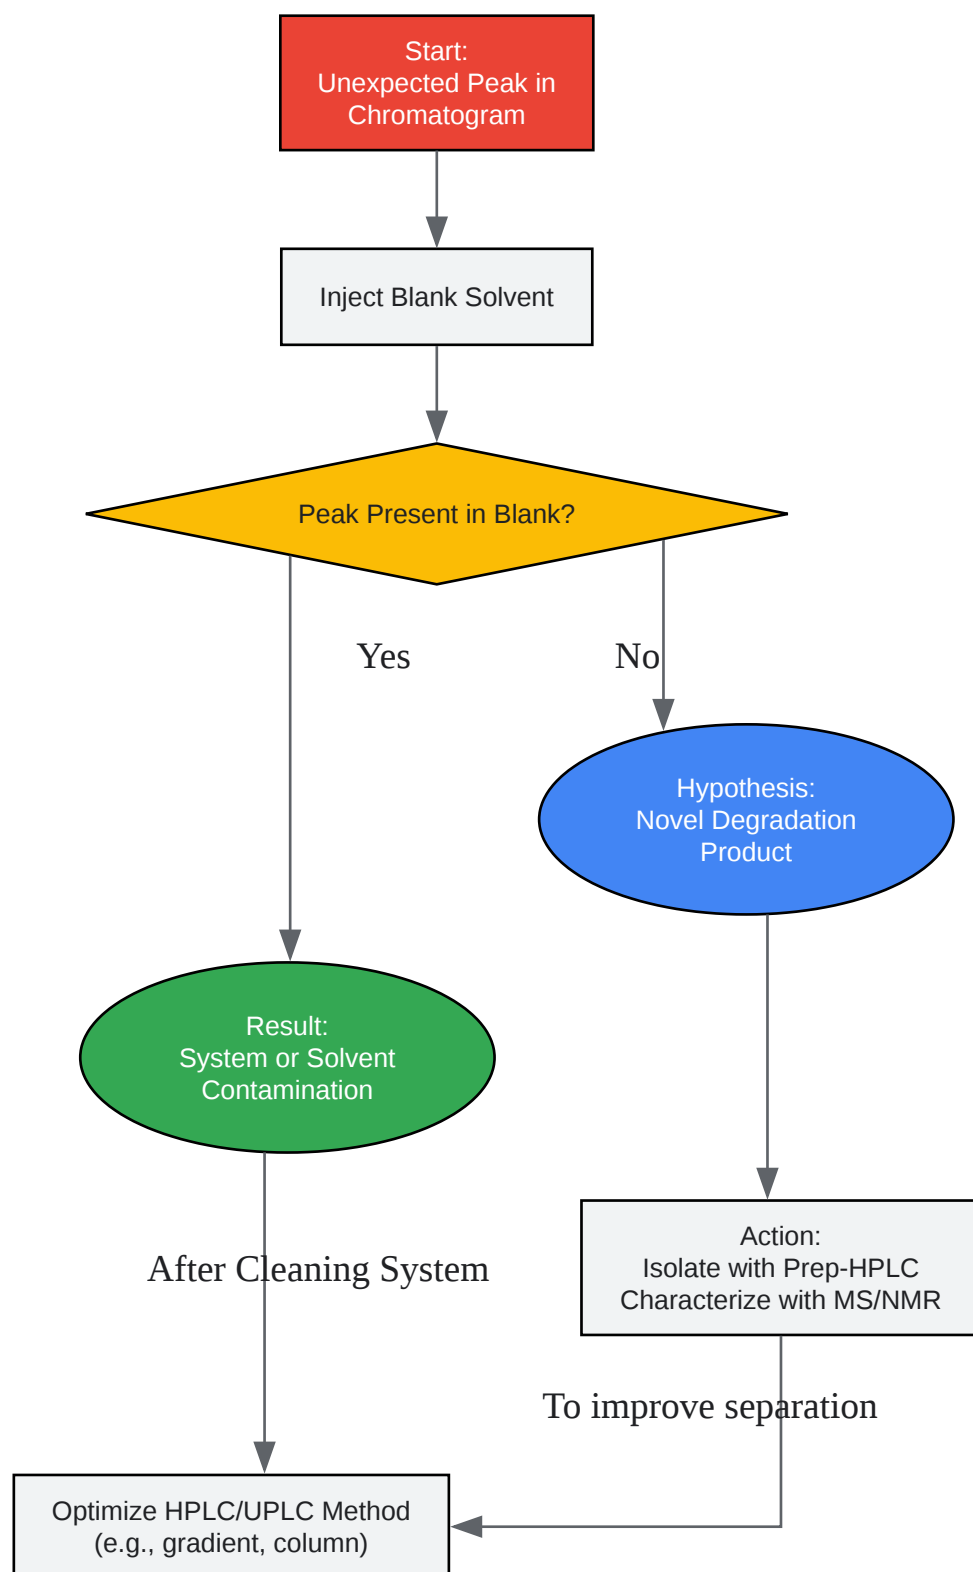 Start:
Unexpected Peak in
Chromatogram
Inject Blank Solvent
Peak Present in Blank?
Yes
No
Hypothesis:
Novel Degradation
Product
Result:
System or Solvent
Contamination
Action:
Isolate with Prep-HPLC
Characterize with MS/NMR
After Cleaning System
To improve separation
Optimize HPLC/UPLC Method
(e.g., gradient, column)